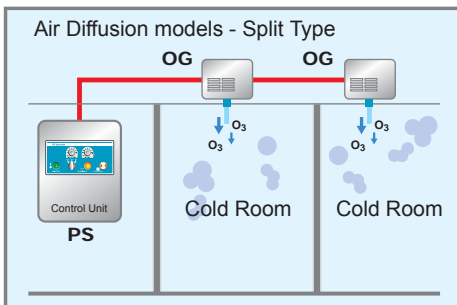 Air Diffusion models - Split Type
OG OG
O3 O3
O3 O3
Control Unit
Cold Room Cold Room
PS